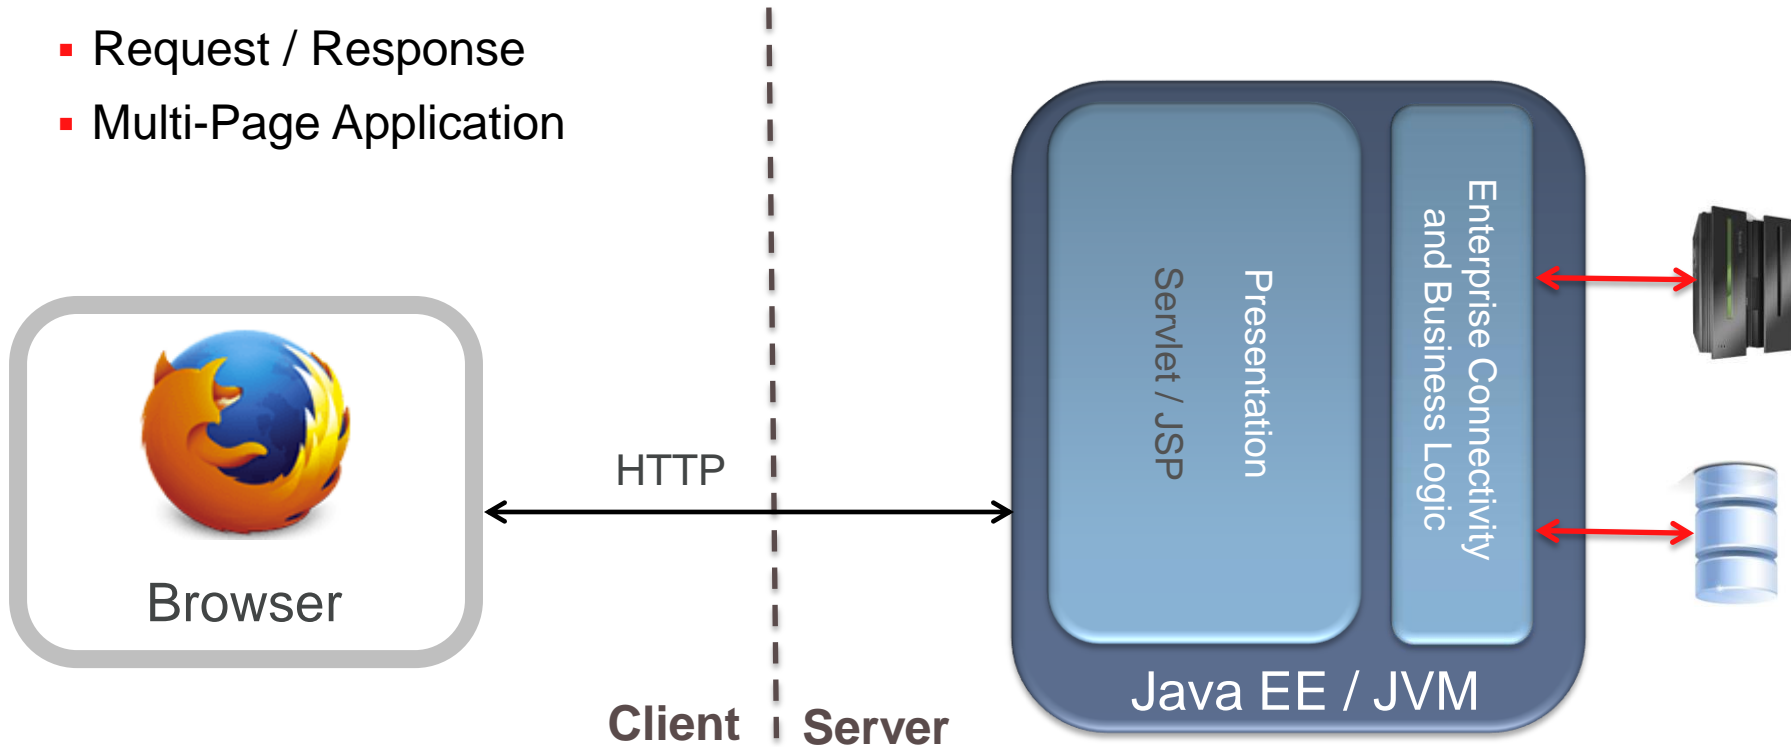 Request / Response
Multi-Page Application
Browser
HTTP
Client
Server
Presentation
Servlet / JSP
Enterprise Connectivity
and Business Logic
Java EE / JVM